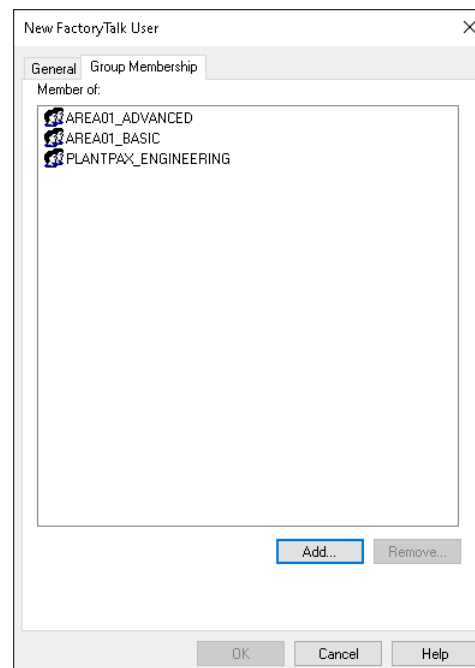 New FactoryTalk User
General Group Membership
Member of:
AREA01_ADVANCED
AREA01_BASIC
PLANTPAX_ENGINEERING
Add... Remove...
OK Cancel Help